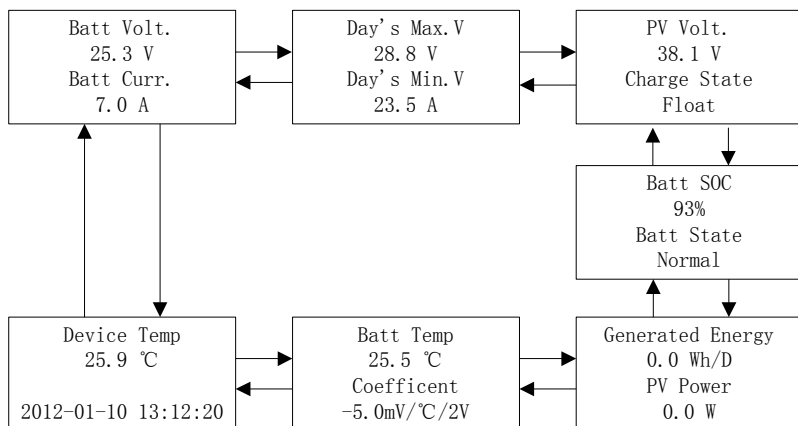 Batt Volt.
25.3 V
Batt Curr.
7.0 A
Day's Max.V
28.8 V
Day's Min.V
23.5 A
PV Volt.
38.1 V
Charge State
Float
Batt SOC
93%
Batt State
Normal
Device Temp
25.9 ℃
2012-01-10 13:12:20
Batt Temp
25.5 ℃
Coefficent
-5.0mV/℃/2V
Generated Energy
0.0 Wh/D
PV Power
0.0 W